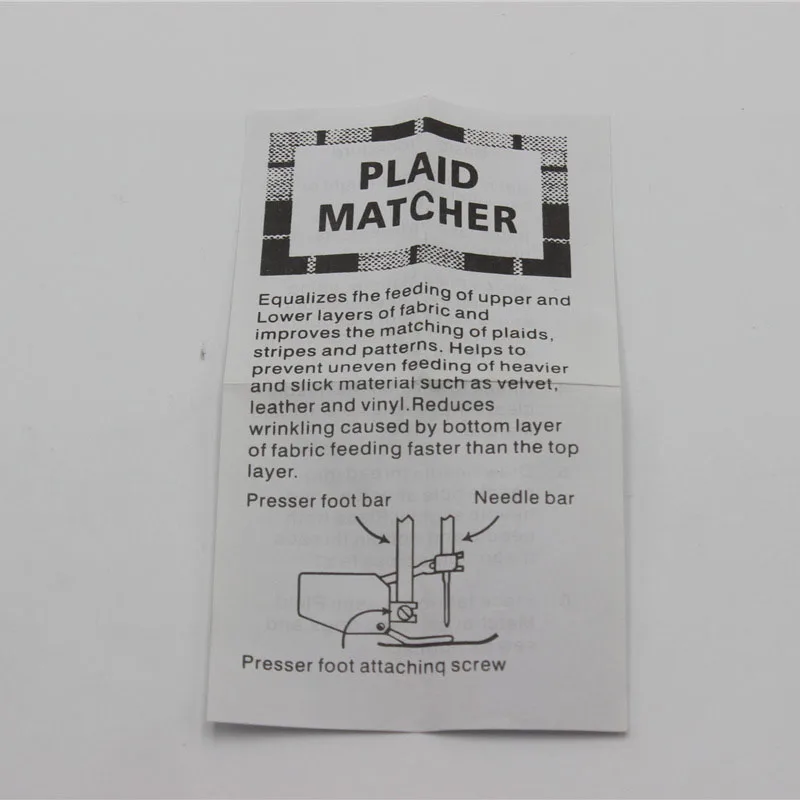 PLAID
MATCHER
Equalizes fhe feeding of upper and
Lower layers of fabric and
improves the matching of plaids,
stripes and patterns. Helps to
prevent uneven feeding of heavier
and slick material such as velvet,
leather and vinyl.Reduces
wrinkling caused by bottom layer
of fabric feeding faster than the top
layer.
Presser foot bar
Needle bar
Presser foot attaching screw